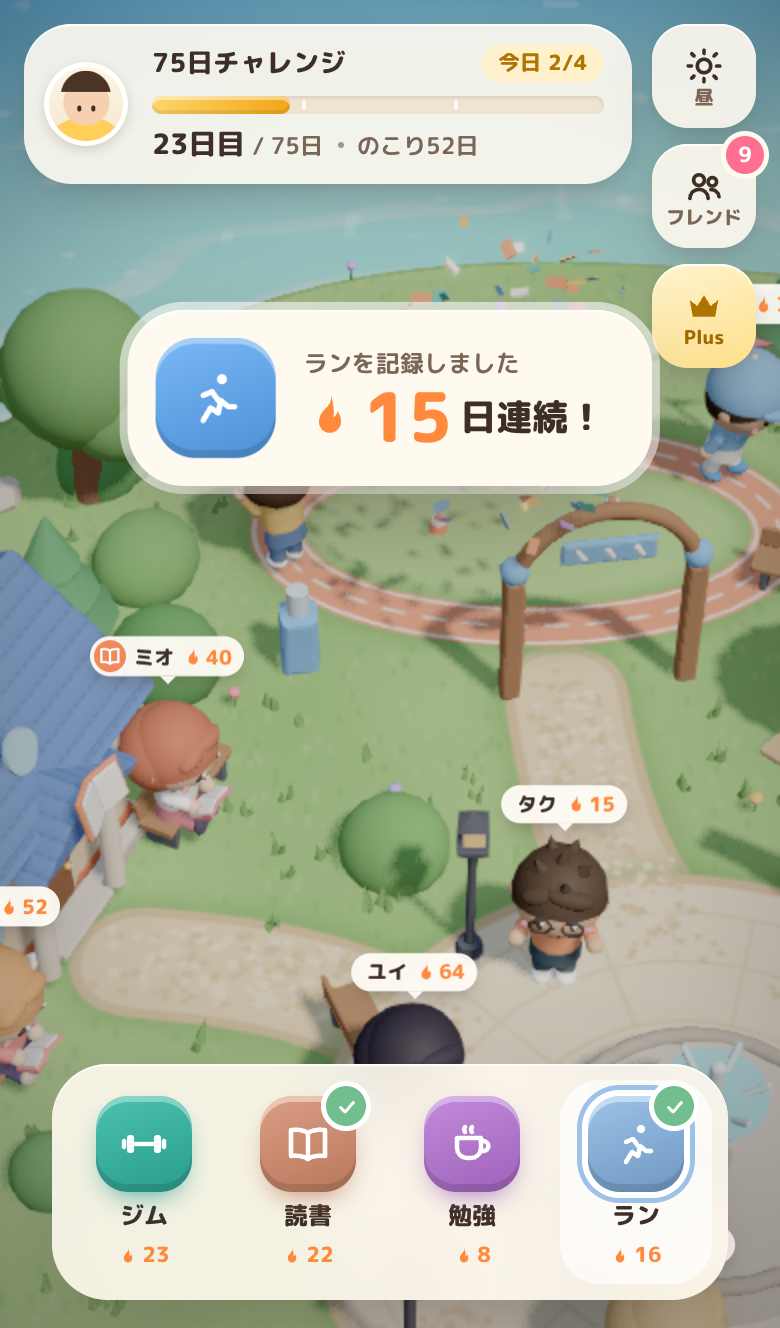 75日チャレンジ
今日 2/4
23日目 / 75日 ・ のこり52日
昼
9
フレンド
Plus
ランを記録しました
15日連続！
ミオ 40
タク 15
52
ユイ 64
ジム
23
読書
22
勉強
8
ラン
16